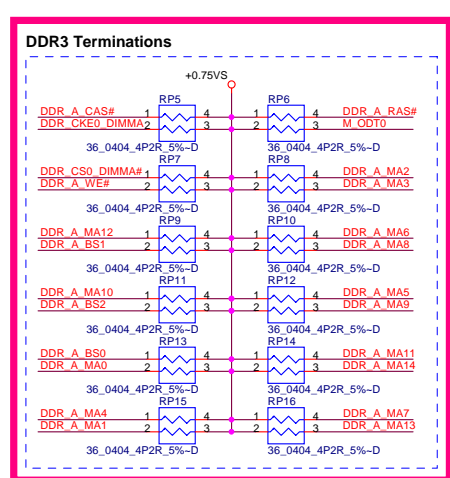 DDR3 Terminations
+0.75VS
RP5 RP6
DDR_A_CAS# 1 4 1 4 DDR_A_RAS#
DDR_CKE0_DIMMA 2 3 2 3 M_ODT0
36_0404_4P2R_5%~D 36_0404_4P2R_5%~D
RP7 RP8
DDR_CS0_DIMMA# 1 4 1 4 DDR_A_MA2
DDR_A_WE# 2 3 2 3 DDR_A_MA3
36_0404_4P2R_5%~D 36_0404_4P2R_5%~D
RP9 RP10
DDR_A_MA12 1 4 1 4 DDR_A_MA6
DDR_A_BS1 2 3 2 3 DDR_A_MA8
36_0404_4P2R_5%~D 36_0404_4P2R_5%~D
RP11 RP12
DDR_A_MA10 1 4 1 4 DDR_A_MA5
DDR_A_BS2 2 3 2 3 DDR_A_MA9
36_0404_4P2R_5%~D 36_0404_4P2R_5%~D
RP13 RP14
DDR_A_BS0 1 4 1 4 DDR_A_MA11
DDR_A_MA0 2 3 2 3 DDR_A_MA14
36_0404_4P2R_5%~D 36_0404_4P2R_5%~D
RP15 RP16
DDR_A_MA4 1 4 1 4 DDR_A_MA7
DDR_A_MA1 2 3 2 3 DDR_A_MA13
36_0404_4P2R_5%~D 36_0404_4P2R_5%~D